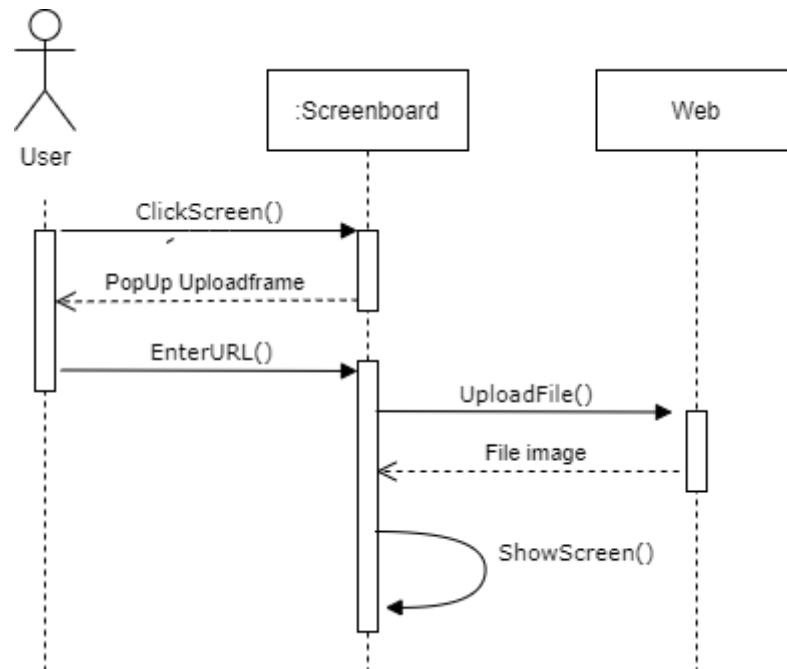 :Screenboard
Web
User
ClickScreen()
PopUp Uploadframe
EnterURL()
UploadFile()
File image
ShowScreen()